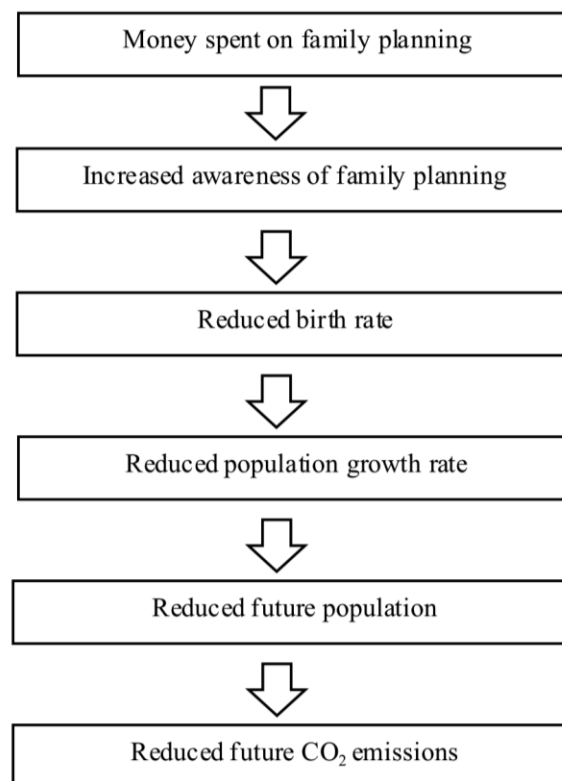 Money spent on family planning
Increased awareness of family planning
Reduced birth rate
Reduced population growth rate
Reduced future population
Reduced future CO₂ emissions